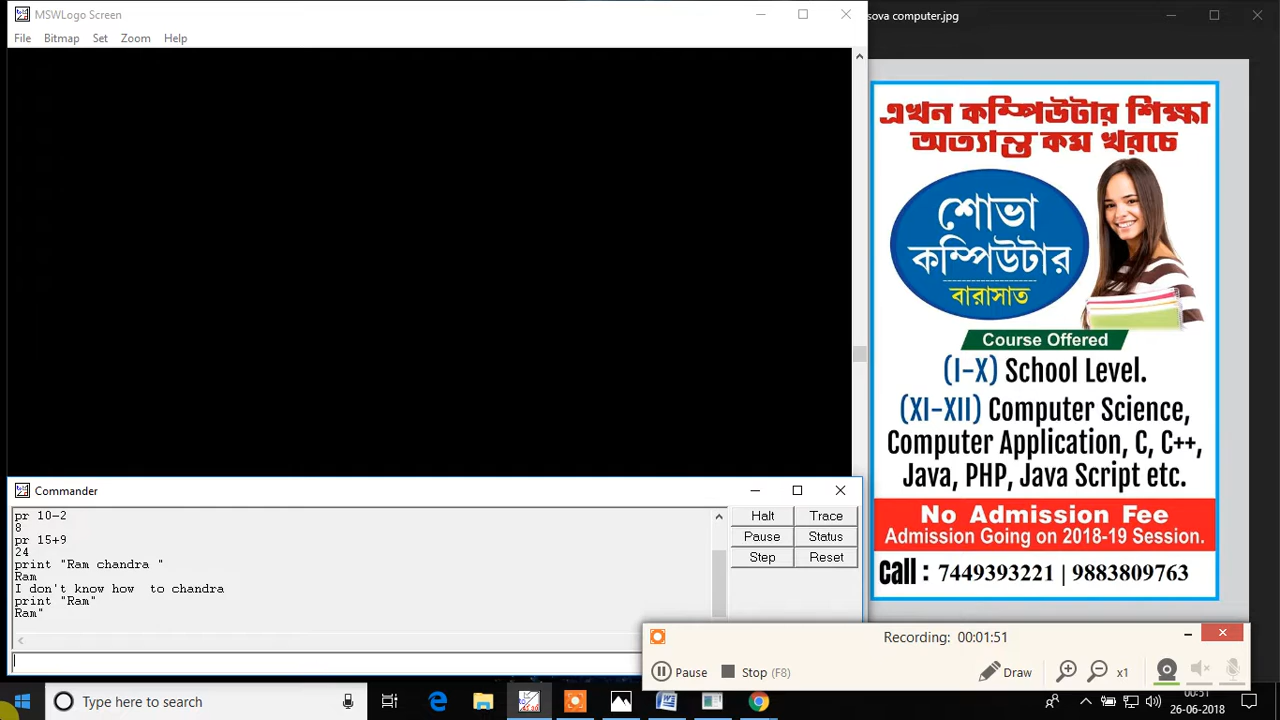 MSWLogo Screen
File Bitmap Set Zoom Help
sova computer.jpg
এখন কম্পিউটার শিক্ষা
অত্যান্ত কম খরচে
শোভা
কম্পিউটার
বারাসাত
Course Offered
(I-X) School Level.
(XI-XII) Computer Science,
Computer Application, C, C++,
Java, PHP, Java Script etc.
No Admission Fee
Admission Going on 2018-19 Session.
call : 7449393221 | 9883809763
Commander
pr 10-2
8
pr 15+9
24
print "Ram chandra "
Ram
I don't know how  to chandra
print "Ram"
Ram"
Halt Trace
Pause Status
Step Reset
Recording: 00:01:51
Pause Stop (F8) Draw x1
Type here to search
00:51
26-06-2018